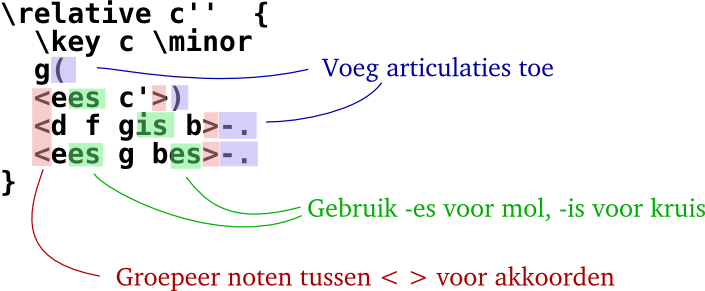 \relative c'' {
\key c \minor
g(
<ees c'>)
<d f gis b>-.
<ees g bes>-.
}
Voeg articulaties toe
Gebruik -es voor mol, -is voor kruis
Groepeer noten tussen < > voor akkoorden